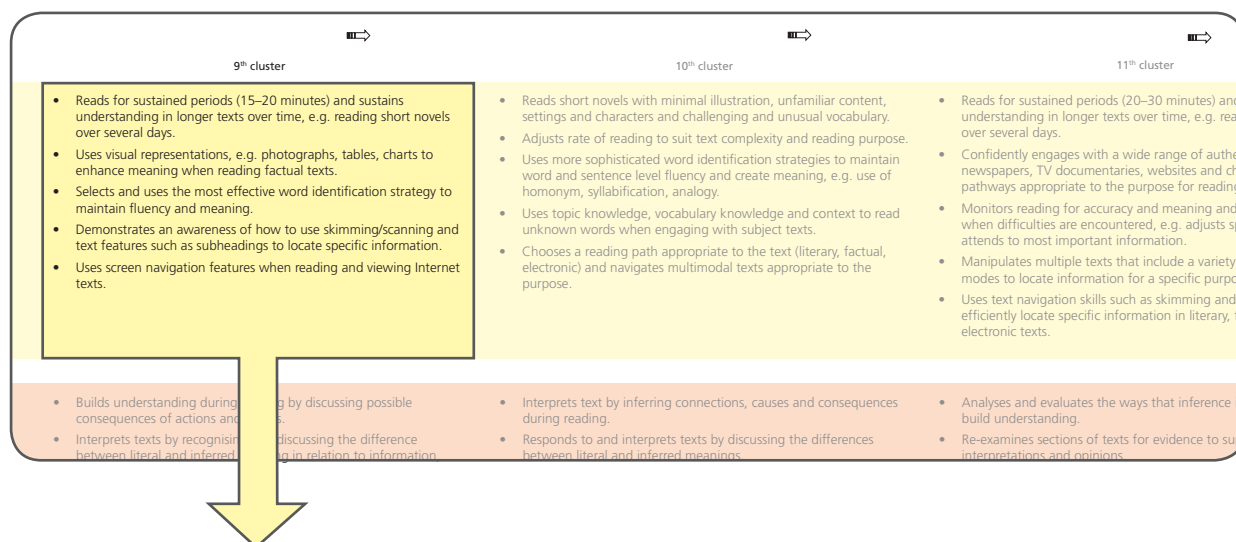 9th cluster
10th cluster
11th cluster
• Reads for sustained periods (15–20 minutes) and sustains
understanding in longer texts over time, e.g. reading short novels
over several days.
• Uses visual representations, e.g. photographs, tables, charts to
enhance meaning when reading factual texts.
• Selects and uses the most effective word identification strategy to
maintain fluency and meaning.
• Demonstrates an awareness of how to use skimming/scanning and
text features such as subheadings to locate specific information.
• Uses screen navigation features when reading and viewing Internet
texts.
• Reads short novels with minimal illustration, unfamiliar content,
settings and characters and challenging and unusual vocabulary.
• Adjusts rate of reading to suit text complexity and reading purpose.
• Uses more sophisticated word identification strategies to maintain
word and sentence level fluency and create meaning, e.g. use of
homonym, syllabification, analogy.
• Uses topic knowledge, vocabulary knowledge and context to read
unknown words when engaging with subject texts.
• Chooses a reading path appropriate to the text (literary, factual,
electronic) and navigates multimodal texts appropriate to the
purpose.
• Reads for sustained periods (20–30 minutes) and
understanding in longer texts over time, e.g.
over several days.
• Confidently engages with a wide range of
newspapers, TV documentaries, websites and
pathways appropriate to the purpose for
• Monitors reading for accuracy and meaning and
when difficulties are encountered, e.g. adjusts
attends to most important information.
• Manipulates multiple texts that include a variety
modes to locate information for a specific
• Uses text navigation skills such as skimming and
efficiently locate specific information in literary,
electronic texts.
• Builds understanding during by discussing possible
consequences of actions
• Interprets texts by discussing the difference
between literal and inferred in relation to information,
• Interprets text by inferring connections, causes and consequences
during reading.
• Responds to and interprets texts by discussing the differences
between literal and inferred meanings
• Analyses and evaluates the ways that inference
build understanding.
• Re-examines sections of texts for evidence to
interpretations and opinions.